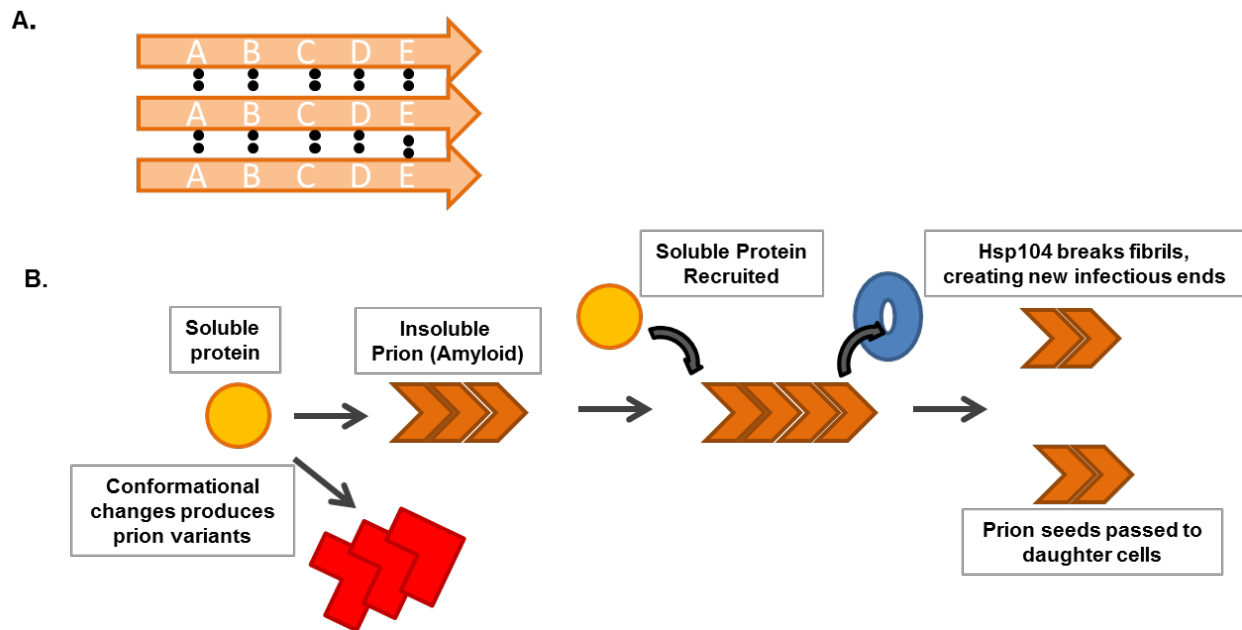 A.
A B C D E
A B C D E
A B C D E
B.
Soluble
protein
Insoluble
Prion (Amyloid)
Soluble Protein
Recruited
Hsp104 breaks fibrils,
creating new infectious ends
Conformational
changes produces
prion variants
Prion seeds passed to
daughter cells